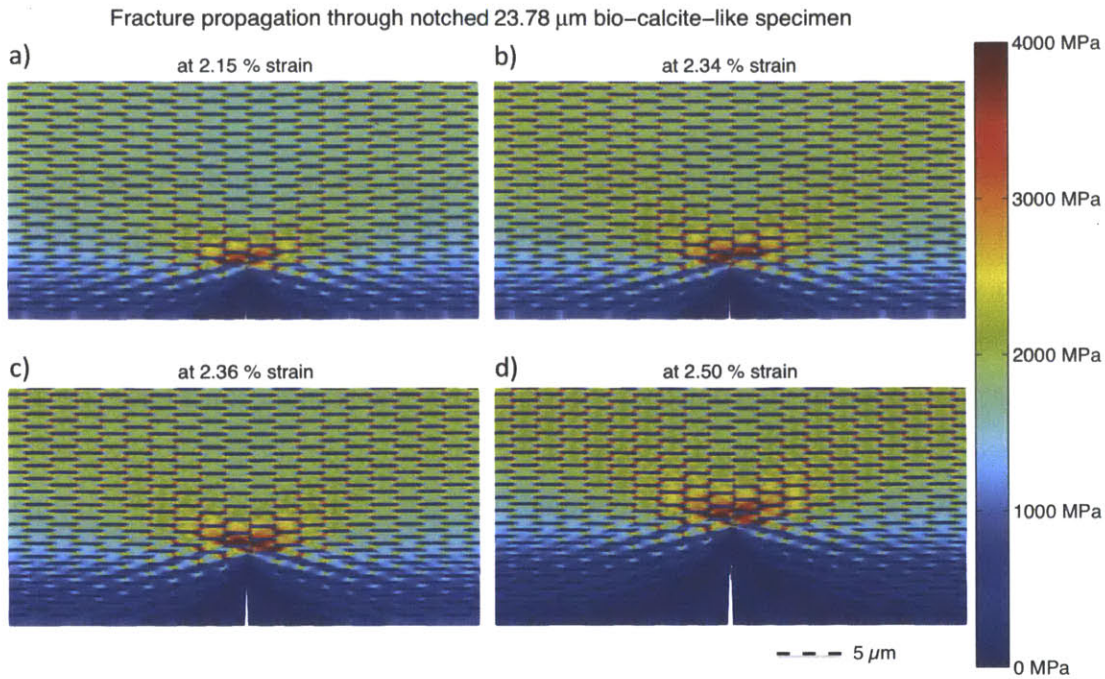 Fracture propagation through notched 23.78 µm bio–calcite–like specimen
a)
at 2.15 % strain
b)
at 2.34 % strain
4000 MPa
3000 MPa
2000 MPa
1000 MPa
0 MPa
c)
at 2.36 % strain
d)
at 2.50 % strain
5 µm